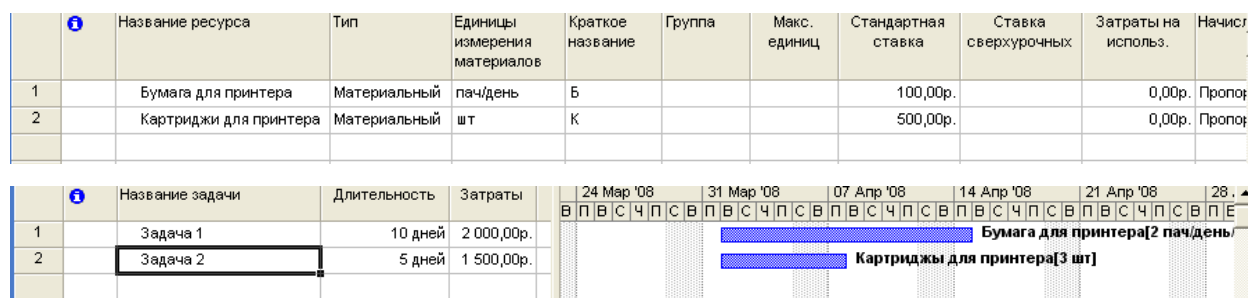 Название ресурса Тип Единицы измерения материалов Краткое название Группа Макс. единиц Стандартная ставка Ставка сверхурочных Затраты на использ. Начисл
1 Бумага для принтера Материальный пач/день Б 100,00р. 0,00р. Пропор
2 Картриджи для принтера Материальный шт К 500,00р. 0,00р. Пропор
Название задачи Длительность Затраты 24 Мар '08 31 Мар '08 07 Апр '08 14 Апр '08 21 Апр '08 28
В П В С Ч П С В П В С Ч П С В П В С Ч П С В П В С Ч П С В П В С Ч П С В П В
1 Задача 1 10 дней 2 000,00р. Бумага для принтера[2 пач/день/
2 Задача 2 5 дней 1 500,00р. Картриджы для принтера[3 шт]